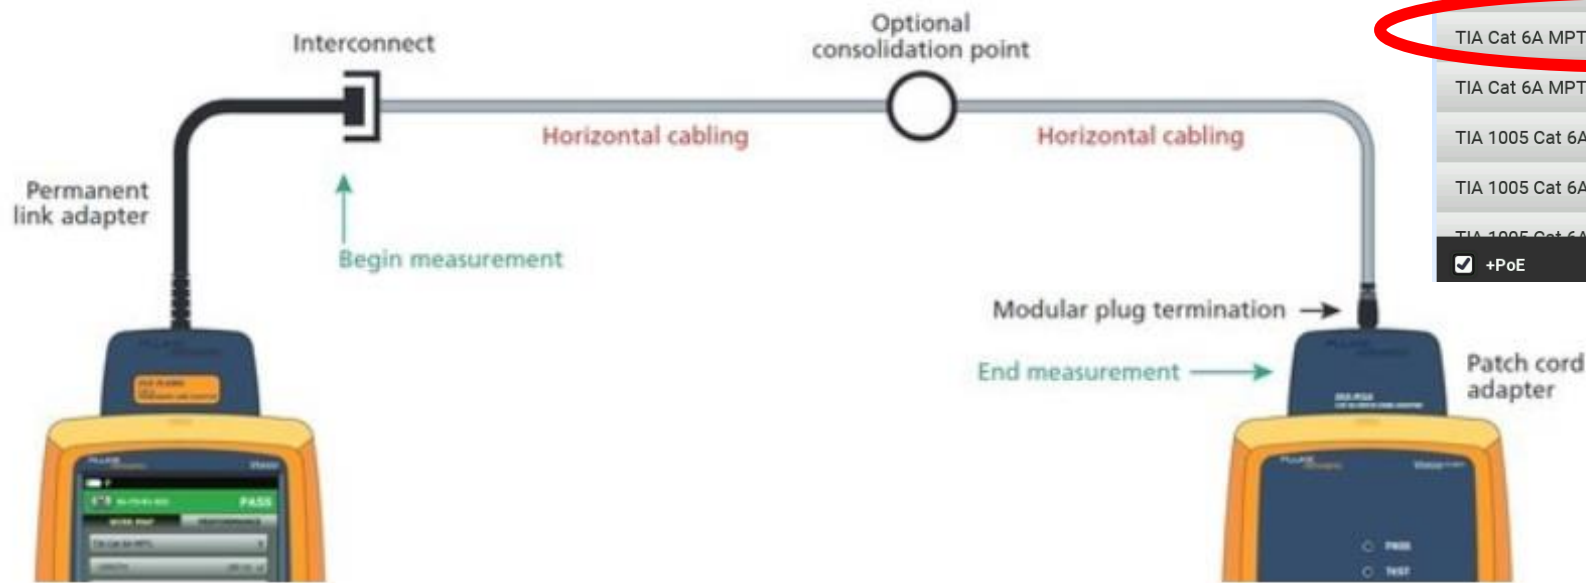 Interconnect
Optional
consolidation point
Horizontal cabling
Horizontal cabling
Permanent
link adapter
Begin measurement
Modular plug termination
End measurement
Patch cord
adapter
PASS
PASS
TEST
TIA Cat 6A MPT
TIA Cat 6A MPT
TIA 1005 Cat 6A
TIA 1005 Cat 6A
+PoE